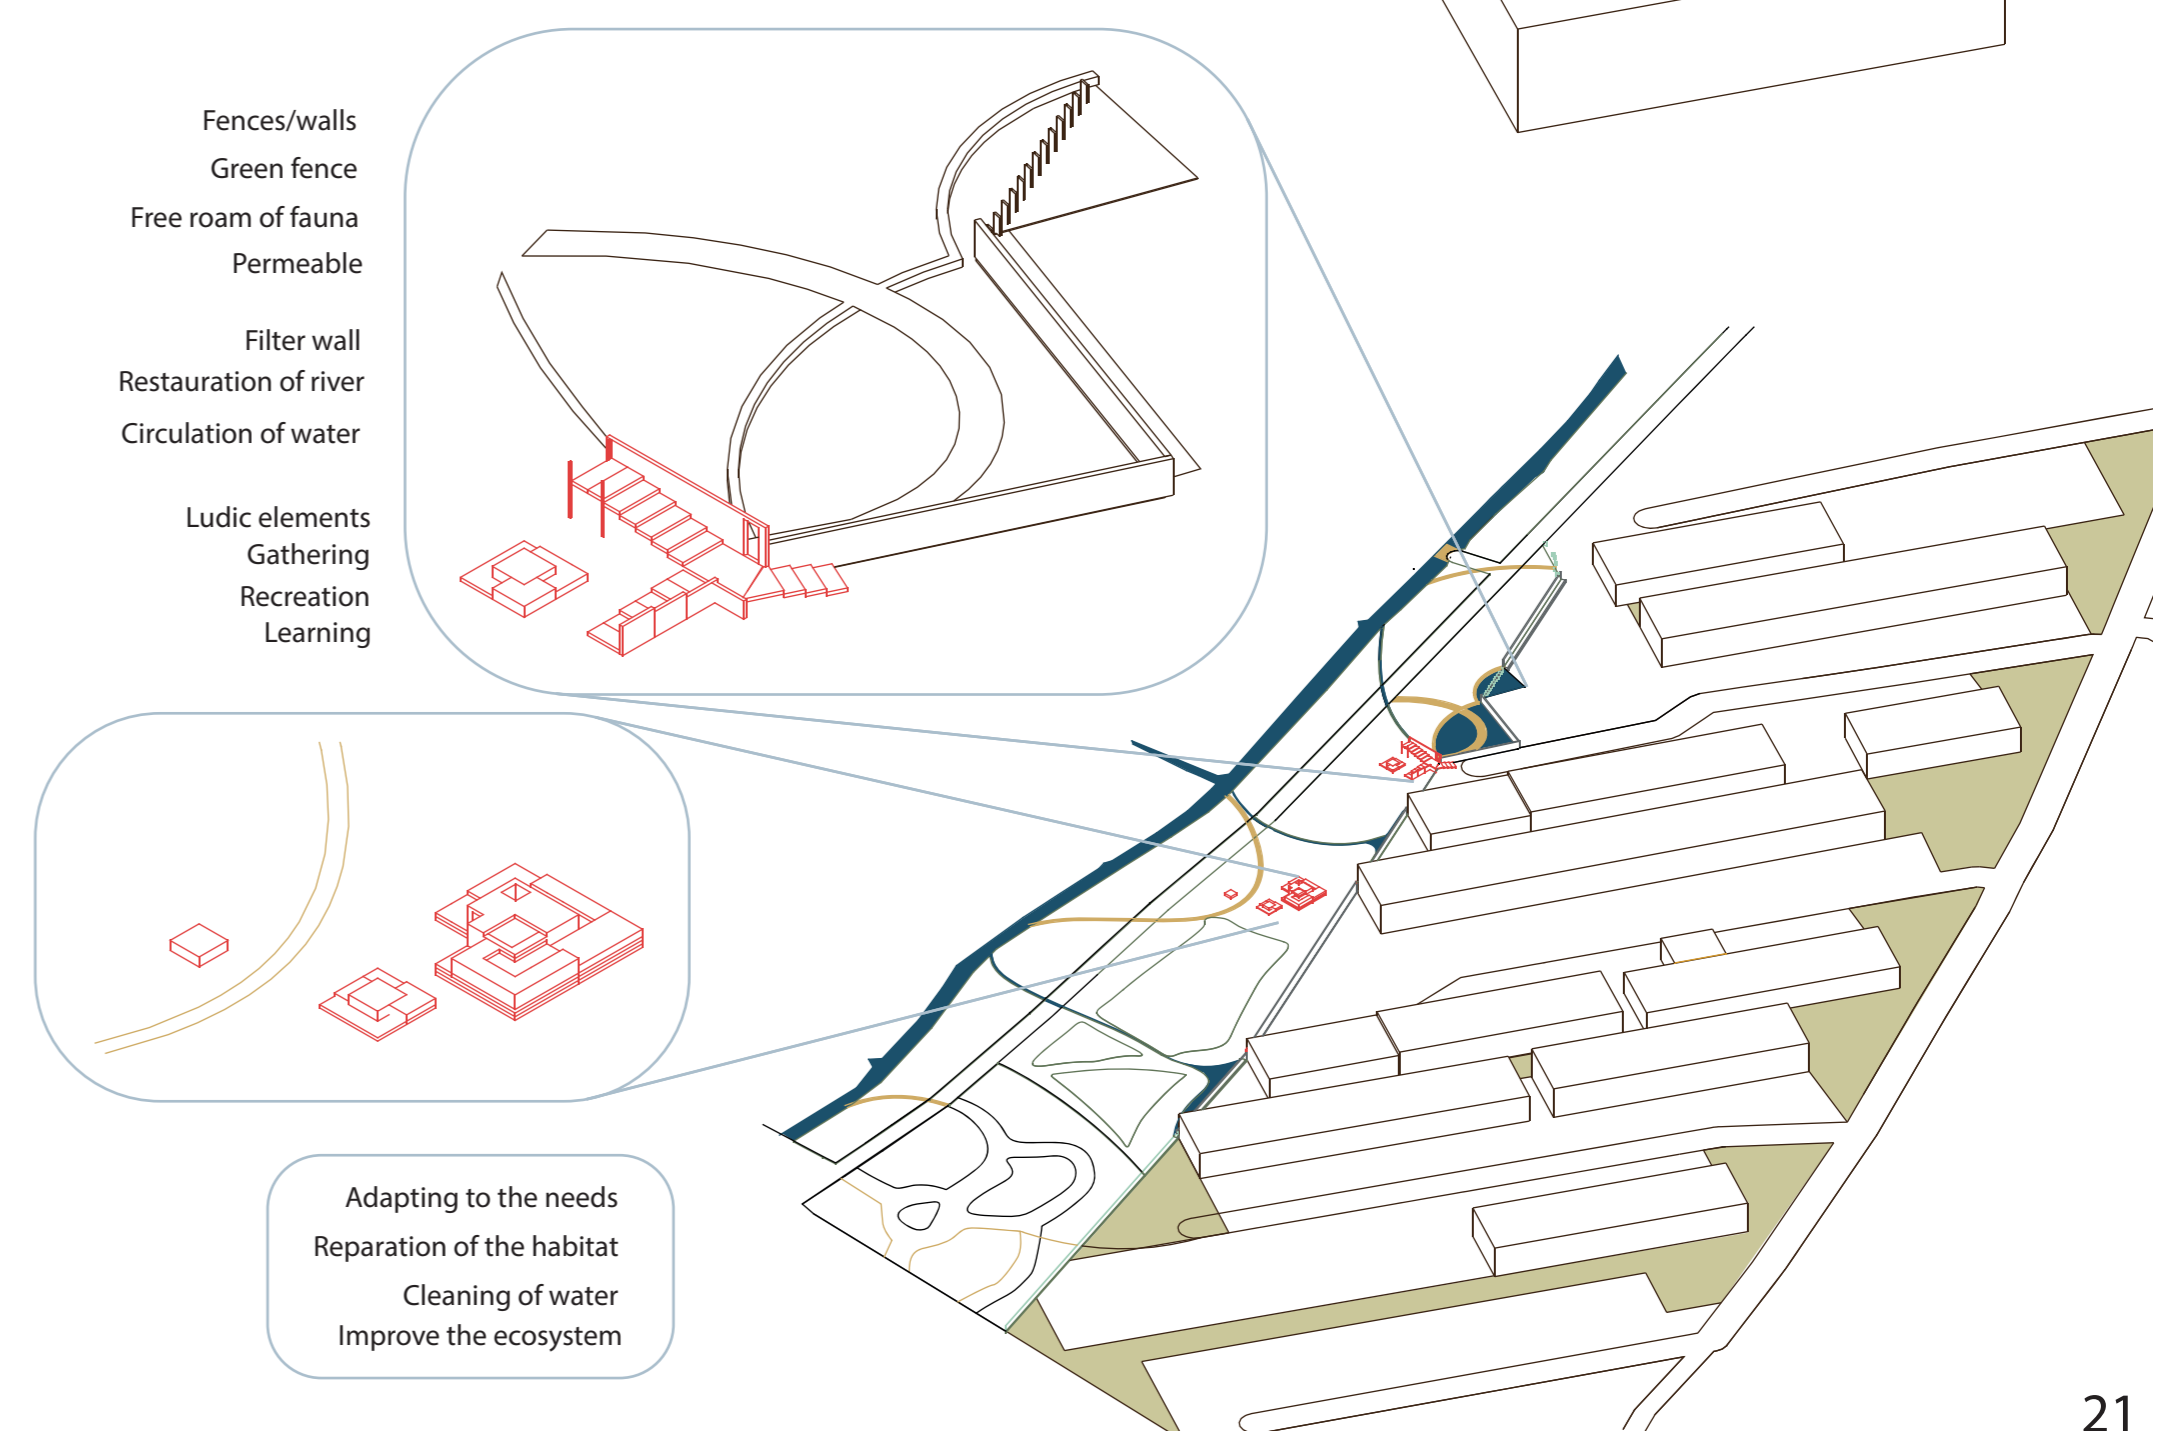 Fences/walls
Green fence
Free roam of fauna
Permeable
Filter wall
Restauration of river
Circulation of water
Ludic elements
Gathering
Recreation
Learning
Adapting to the needs
Reparation of the habitat
Cleaning of water
Improve the ecosystem
21